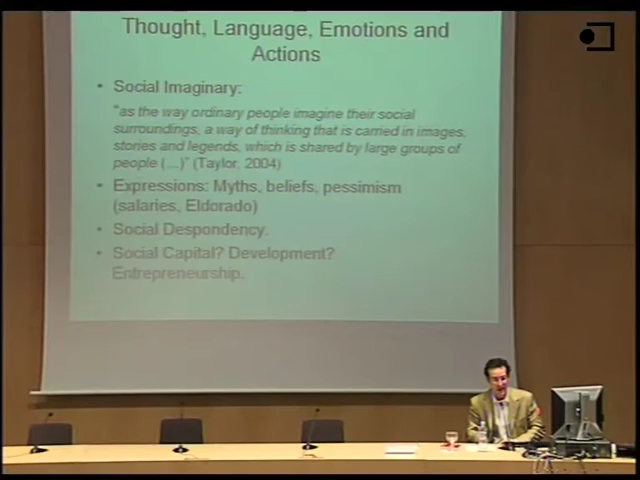 Thought, Language, Emotions and
Actions
• Social Imaginary:
"as the way ordinary people imagine their social
surroundings, a way of thinking that is carried in images,
stories and legends, which is shared by large groups of
people (...)" (Taylor, 2004)
• Expressions: Myths, beliefs, pessimism
(salaries, Eldorado)
• Social Despondency.
• Social Capital? Development?
Entrepreneurship.